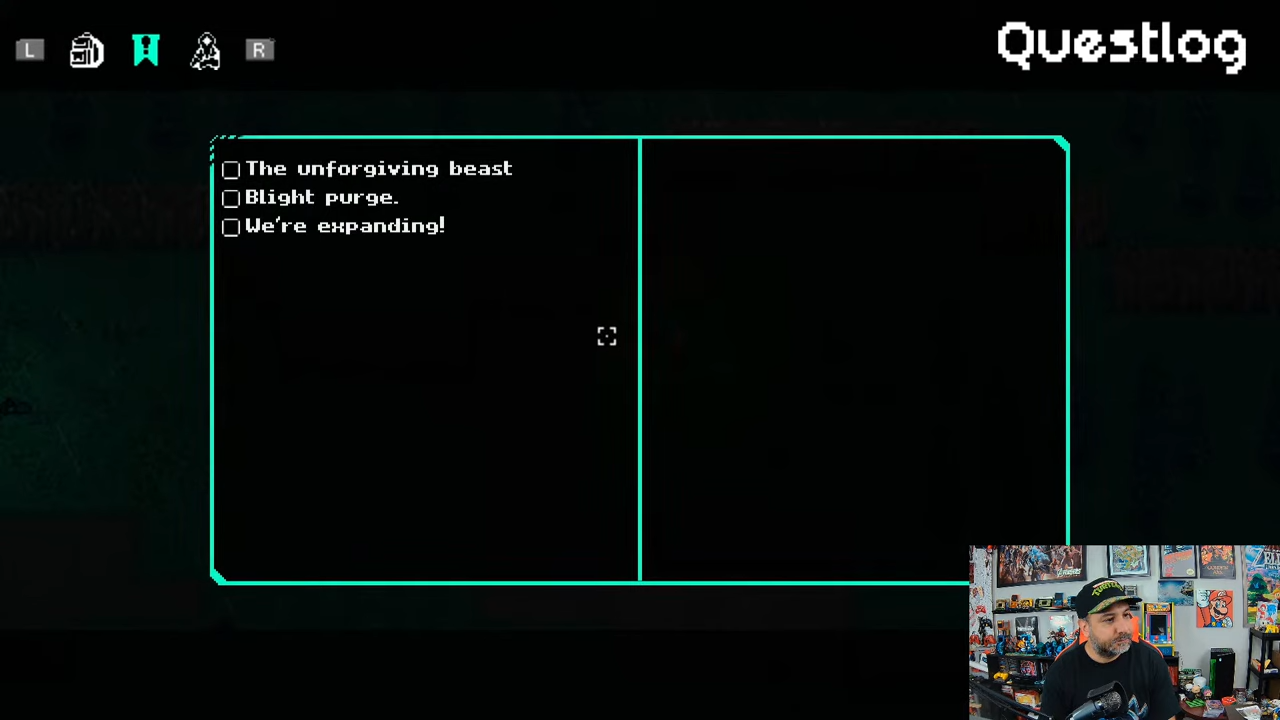 L
R
Questlog
The unforgiving beast
Blight purge.
We're expanding!